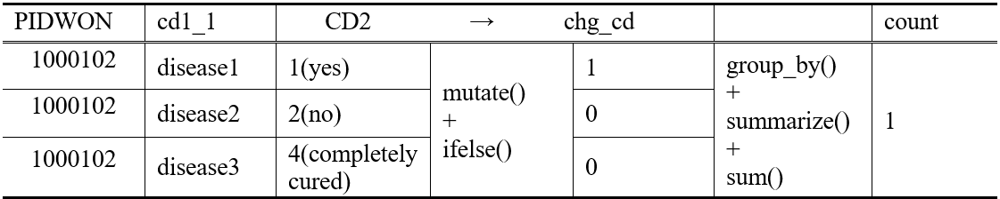 PIDWON cd1_1 CD2 → chg_cd count
1000102 disease1 1(yes) 1
1000102 disease2 2(no) 0
1000102 disease3 4(completely
cured) 0
mutate()
+
ifelse()
group_by()
+
summarize()
+
sum()
1